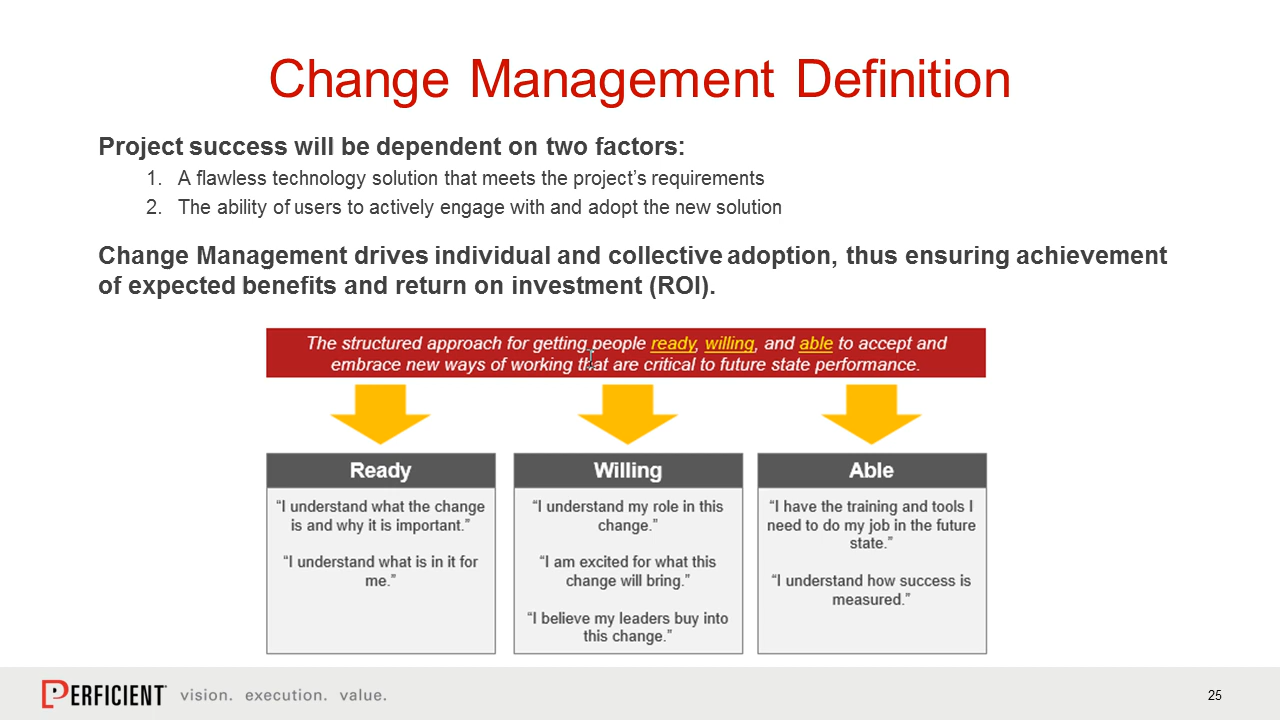 Change Management Definition
Project success will be dependent on two factors:
1. A flawless technology solution that meets the project's requirements
2. The ability of users to actively engage with and adopt the new solution
Change Management drives individual and collective adoption, thus ensuring achievement
of expected benefits and return on investment (ROI).
The structured approach for getting people ready, willing, and able to accept and
embrace new ways of working that are critical to future state performance.
Ready
“I understand what the change
is and why it is important.”
“I understand what is in it for
me.”
Willing
“I understand my role in this
change.”
“I am excited for what this
change will bring.”
“I believe my leaders buy into
this change.”
Able
“I have the training and tools I
need to do my job in the future
state.”
“I understand how success is
measured.”
PERFICIENT vision. execution. value.
25